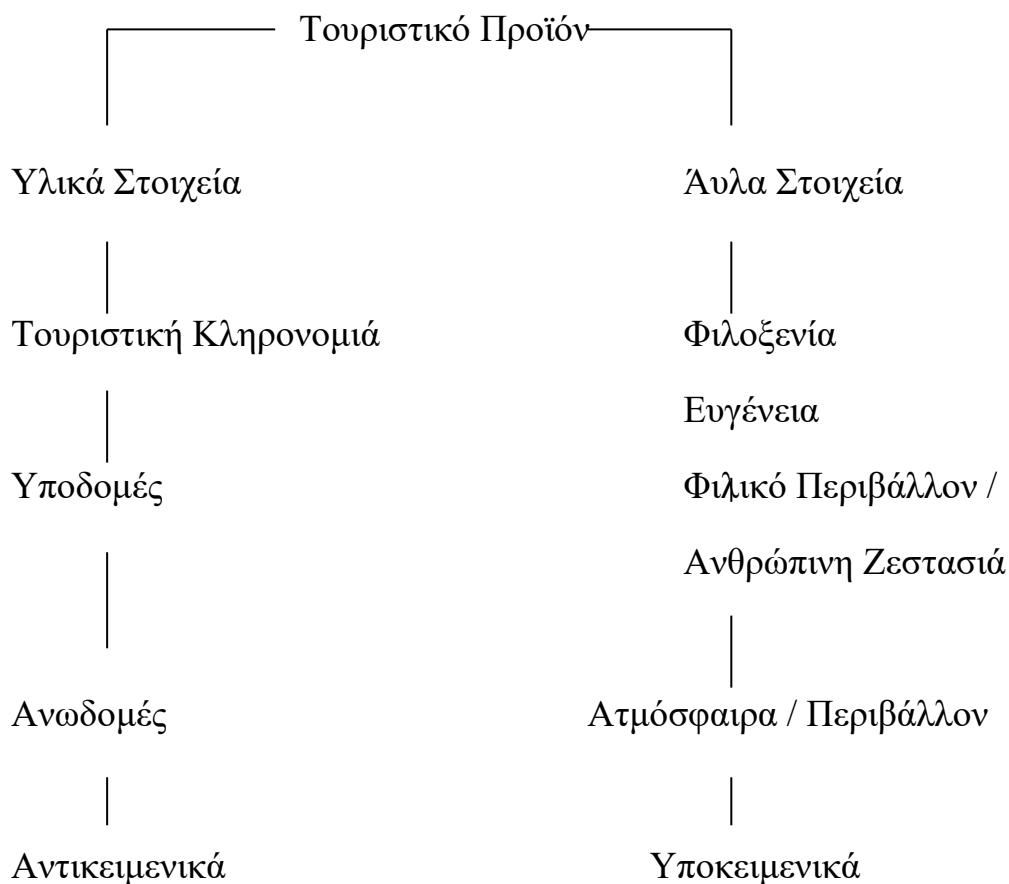 Τουριστικό Προϊόν
Υλικά Στοιχεία Άυλα Στοιχεία
Τουριστική Κληρονομιά Φιλοξενία
Ευγένεια
Υποδομές Φιλικό Περιβάλλον /
Ανθρώπινη Ζεστασιά
Ανωδομές Ατμόσφαιρα / Περιβάλλον
Αντικειμενικά Υποκειμενικά